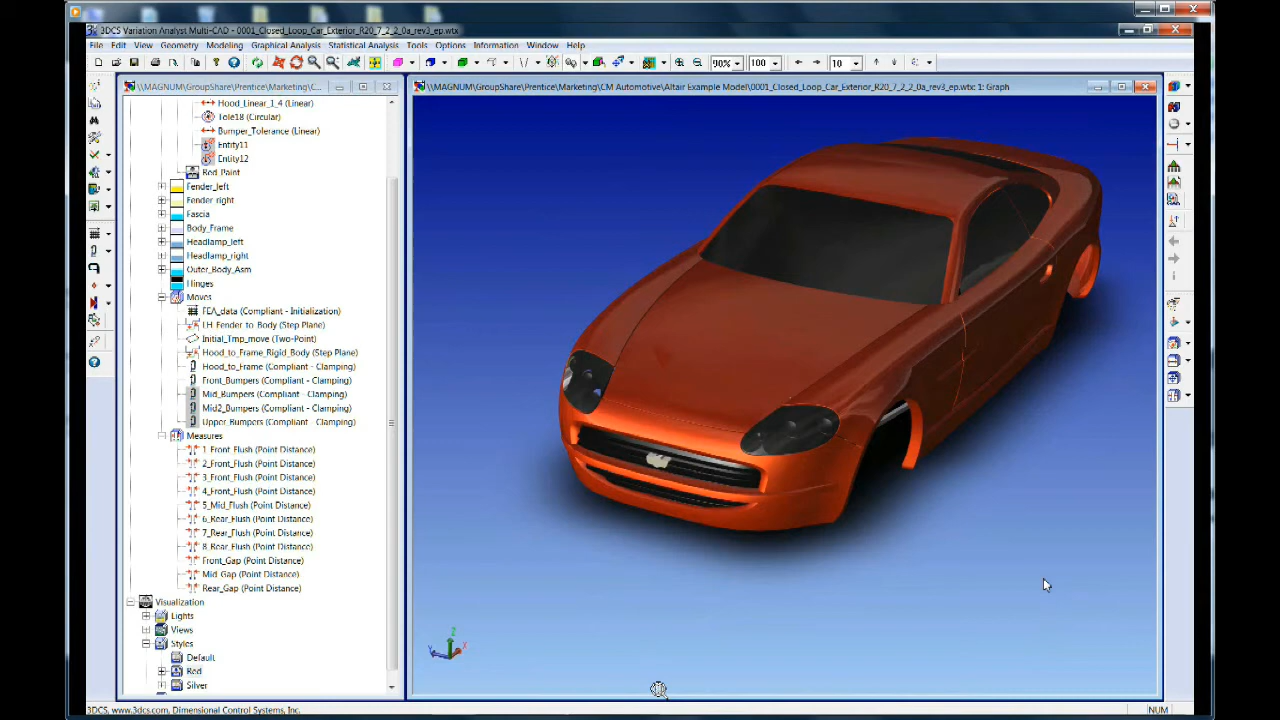 3DCS Variation Analyst Multi-CAD - 0001_Closed_Loop_Car_Exterior_R20_7_2_2_0a_rev3_ep.wtx
File Edit View Geometry Modeling Graphical Analysis Statistical Analysis Tools Options Information Window Help
90% 100 10
\\MAGNUM\GroupShare\Prentice\Marketing\C...
\\MAGNUM\GroupShare\Prentice\Marketing\CM Automotive\Altair Example Model\0001_Closed_Loop_Car_Exterior_R20_7_2_2_0a_rev3_ep.wtx: 1: Graph
Hood_Linear_1_4 (Linear)
Tole18 (Circular)
Bumper_Tolerance (Linear)
Entity11
Entity12
Red_Paint
Fender_left
Fender_right
Fascia
Body_Frame
Headlamp_left
Headlamp_right
Outer_Body_Asm
Hinges
Moves
FEA_data (Compliant - Initialization)
LH_Fender_to_Body (Step Plane)
Initial_Tmp_move (Two-Point)
Hood_to_Frame_Rigid_Body (Step Plane)
Hood_to_Frame (Compliant - Clamping)
Front_Bumpers (Compliant - Clamping)
Mid_Bumpers (Compliant - Clamping)
Mid2_Bumpers (Compliant - Clamping)
Upper_Bumpers (Compliant - Clamping)
Measures
1_Front_Flush (Point Distance)
2_Front_Flush (Point Distance)
3_Front_Flush (Point Distance)
4_Front_Flush (Point Distance)
5_Mid_Flush (Point Distance)
6_Rear_Flush (Point Distance)
7_Rear_Flush (Point Distance)
8_Rear_Flush (Point Distance)
Front_Gap (Point Distance)
Mid_Gap (Point Distance)
Rear_Gap (Point Distance)
Visualization
Lights
Views
Styles
Default
Red
Silver
Z
Y X
3DCS, www.3dcs.com, Dimensional Control Systems, Inc. NUM